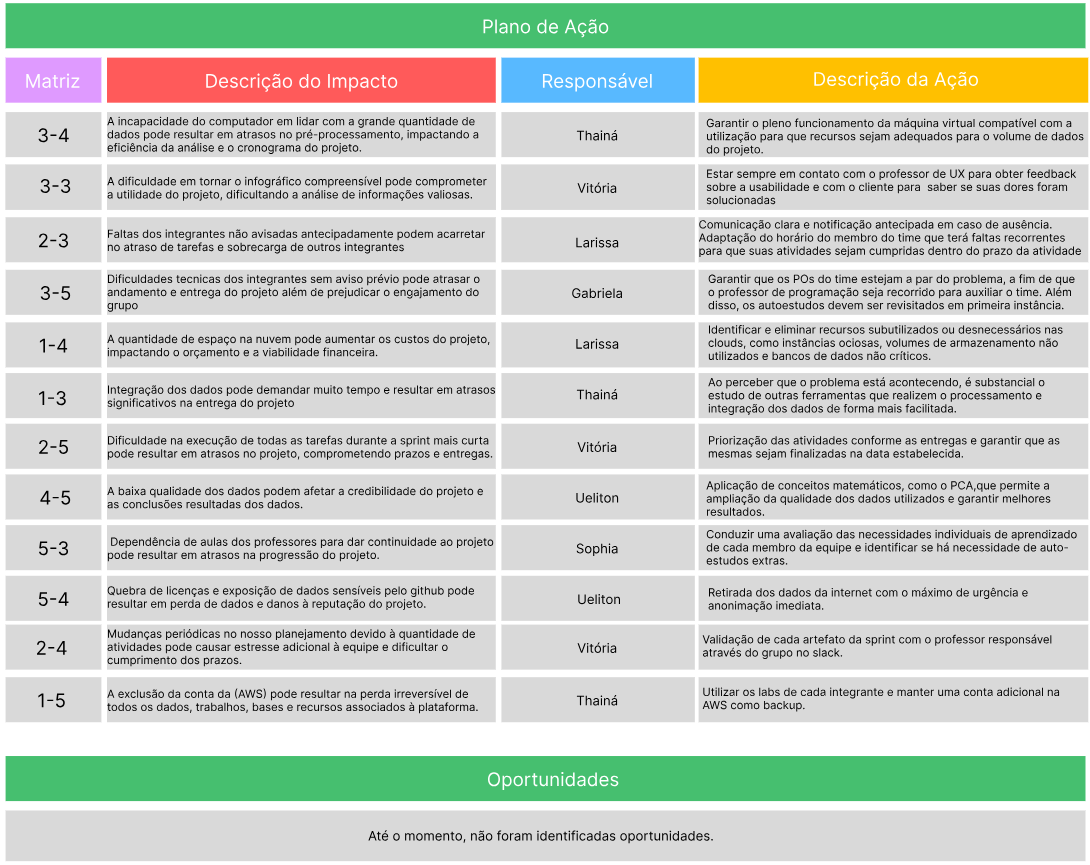 Plano de Ação
Matriz
Descrição do Impacto
Responsável
Descrição da Ação
3-4
A incapacidade do computador em lidar com a grande quantidade de
dados pode resultar em atrasos no pré-processamento, impactando a
eficiência da análise e o cronograma do projeto.
Thainá
Garantir o pleno funcionamento da máquina virtual compatível com a
utilização para que recursos sejam adequados para o volume de dados
do projeto.
3-3
A dificuldade em tornar o infográfico compreensível pode comprometer
a utilidade do projeto, dificultando a análise de informações valiosas.
Vitória
Estar sempre em contato com o professor de UX para obter feedback
sobre a usabilidade e com o cliente para saber se suas dores foram
solucionadas
2-3
Faltas dos integrantes não avisadas antecipadamente podem acarretar
no atraso de tarefas e sobrecarga de outros integrantes
Larissa
Comunicação clara e notificação antecipada em caso de ausência.
Adaptação do horário do membro do time que terá faltas recorrentes
para que suas atividades sejam cumpridas dentro do prazo da atividade
3-5
Dificuldades tecnicas dos integrantes sem aviso prévio pode atrasar o
andamento e entrega do projeto além de prejudicar o engajamento do
grupo
Gabriela
Garantir que os POs do time estejam a par do problema, a fim de que
o professor de programação seja recorrido para auxiliar o time. Além
disso, os autoestudos devem ser revisitados em primeira instância.
1-4
A quantidade de espaço na nuvem pode aumentar os custos do projeto,
impactando o orçamento e a viabilidade financeira.
Larissa
Identificar e eliminar recursos subutilizados ou desnecessários nas
clouds, como instâncias ociosas, volumes de armazenamento não
utilizados e bancos de dados não críticos.
1-3
Integração dos dados pode demandar muito tempo e resultar em atrasos
significativos na entrega do projeto
Thainá
Ao perceber que o problema está acontecendo, é substancial o
estudo de outras ferramentas que realizem o processamento e
integração dos dados de forma mais facilitada.
2-5
Dificuldade na execução de todas as tarefas durante a sprint mais curta
pode resultar em atrasos no projeto, comprometendo prazos e entregas.
Vitória
Priorização das atividades conforme as entregas e garantir que as
mesmas sejam finalizadas na data estabelecida.
4-5
A baixa qualidade dos dados podem afetar a credibilidade do projeto e
as conclusões resultadas dos dados.
Ueliton
Aplicação de conceitos matemáticos, como o PCA,que permite a
ampliação da qualidade dos dados utilizados e garantir melhores
resultados.
5-3
Dependência de aulas dos professores para dar continuidade ao projeto
pode resultar em atrasos na progressão do projeto.
Sophia
Conduzir uma avaliação das necessidades individuais de aprendizado
de cada membro da equipe e identificar se há necessidade de auto-
estudos extras.
5-4
Quebra de licenças e exposição de dados sensíveis pelo github pode
resultar em perda de dados e danos à reputação do projeto.
Ueliton
Retirada dos dados da internet com o máximo de urgência e
anonimação imediata.
2-4
Mudanças periódicas no nosso planejamento devido à quantidade de
atividades pode causar estresse adicional à equipe e dificultar o
cumprimento dos prazos.
Vitória
Validação de cada artefato da sprint com o professor responsável
através do grupo no slack.
1-5
A exclusão da conta da (AWS) pode resultar na perda irreversível de
todos os dados, trabalhos, bases e recursos associados à plataforma.
Thainá
Utilizar os labs de cada integrante e manter uma conta adicional na
AWS como backup.
Oportunidades
Até o momento, não foram identificadas oportunidades.